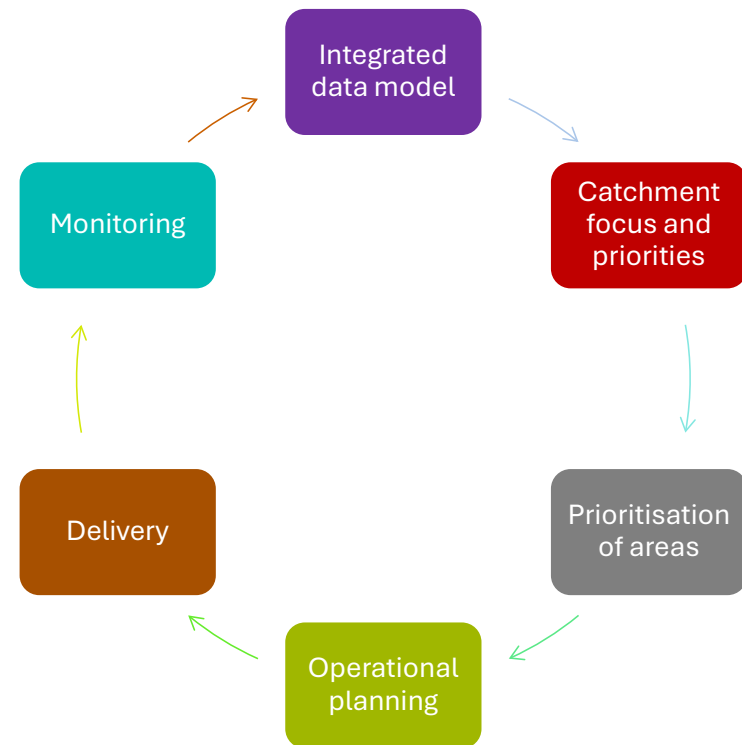 Integrated
data model
Catchment
focus and
priorities
Prioritisation
of areas
Operational
planning
Delivery
Monitoring